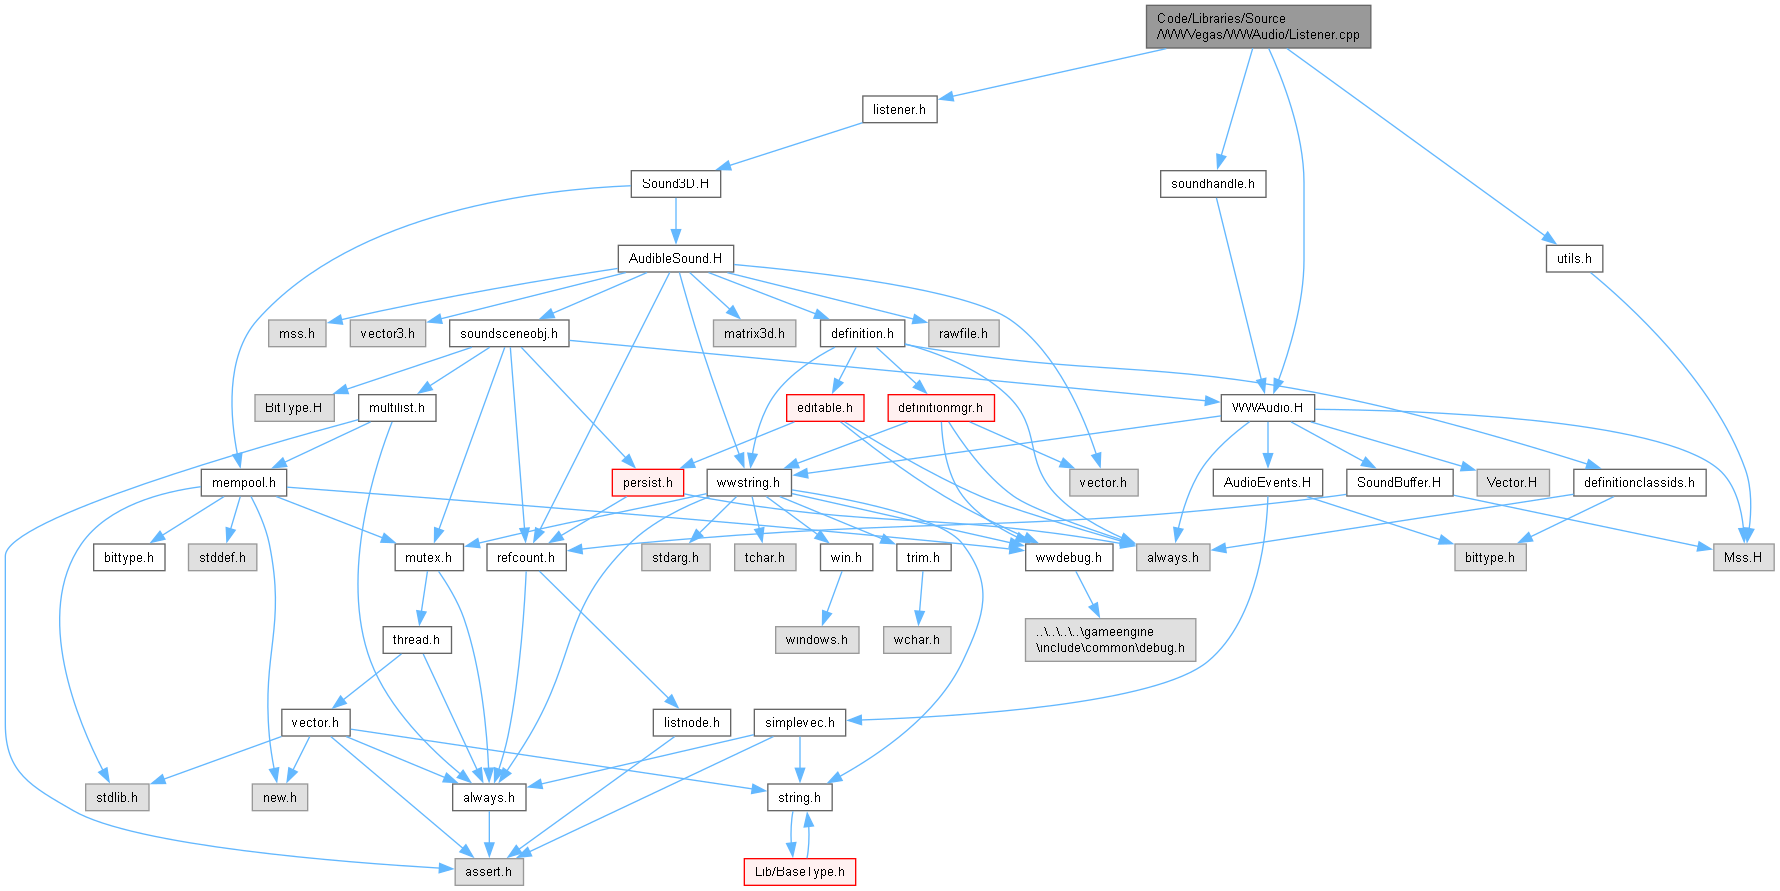 Code/Libraries/Source
/WWVegas/WWAudio/Listener.cpp
listener.h
Sound3D.H
soundhandle.h
AudibleSound.H
utils.h
mss.h
vector3.h
soundsceneobj.h
matrix3d.h
definition.h
rawfile.h
BitType.H
multilist.h
editable.h
definitionmgr.h
WWAudio.H
mempool.h
persist.h
wwstring.h
vector.h
AudioEvents.H
SoundBuffer.H
Vector.H
definitionclassids.h
bittype.h
stddef.h
mutex.h
refcount.h
stdarg.h
tchar.h
win.h
trim.h
wwdebug.h
always.h
bittype.h
Mss.H
thread.h
windows.h
wchar.h
..\..\..\..\gameengine
\include\common\debug.h
vector.h
listnode.h
simplevec.h
stdlib.h
new.h
always.h
string.h
assert.h
Lib/BaseType.h